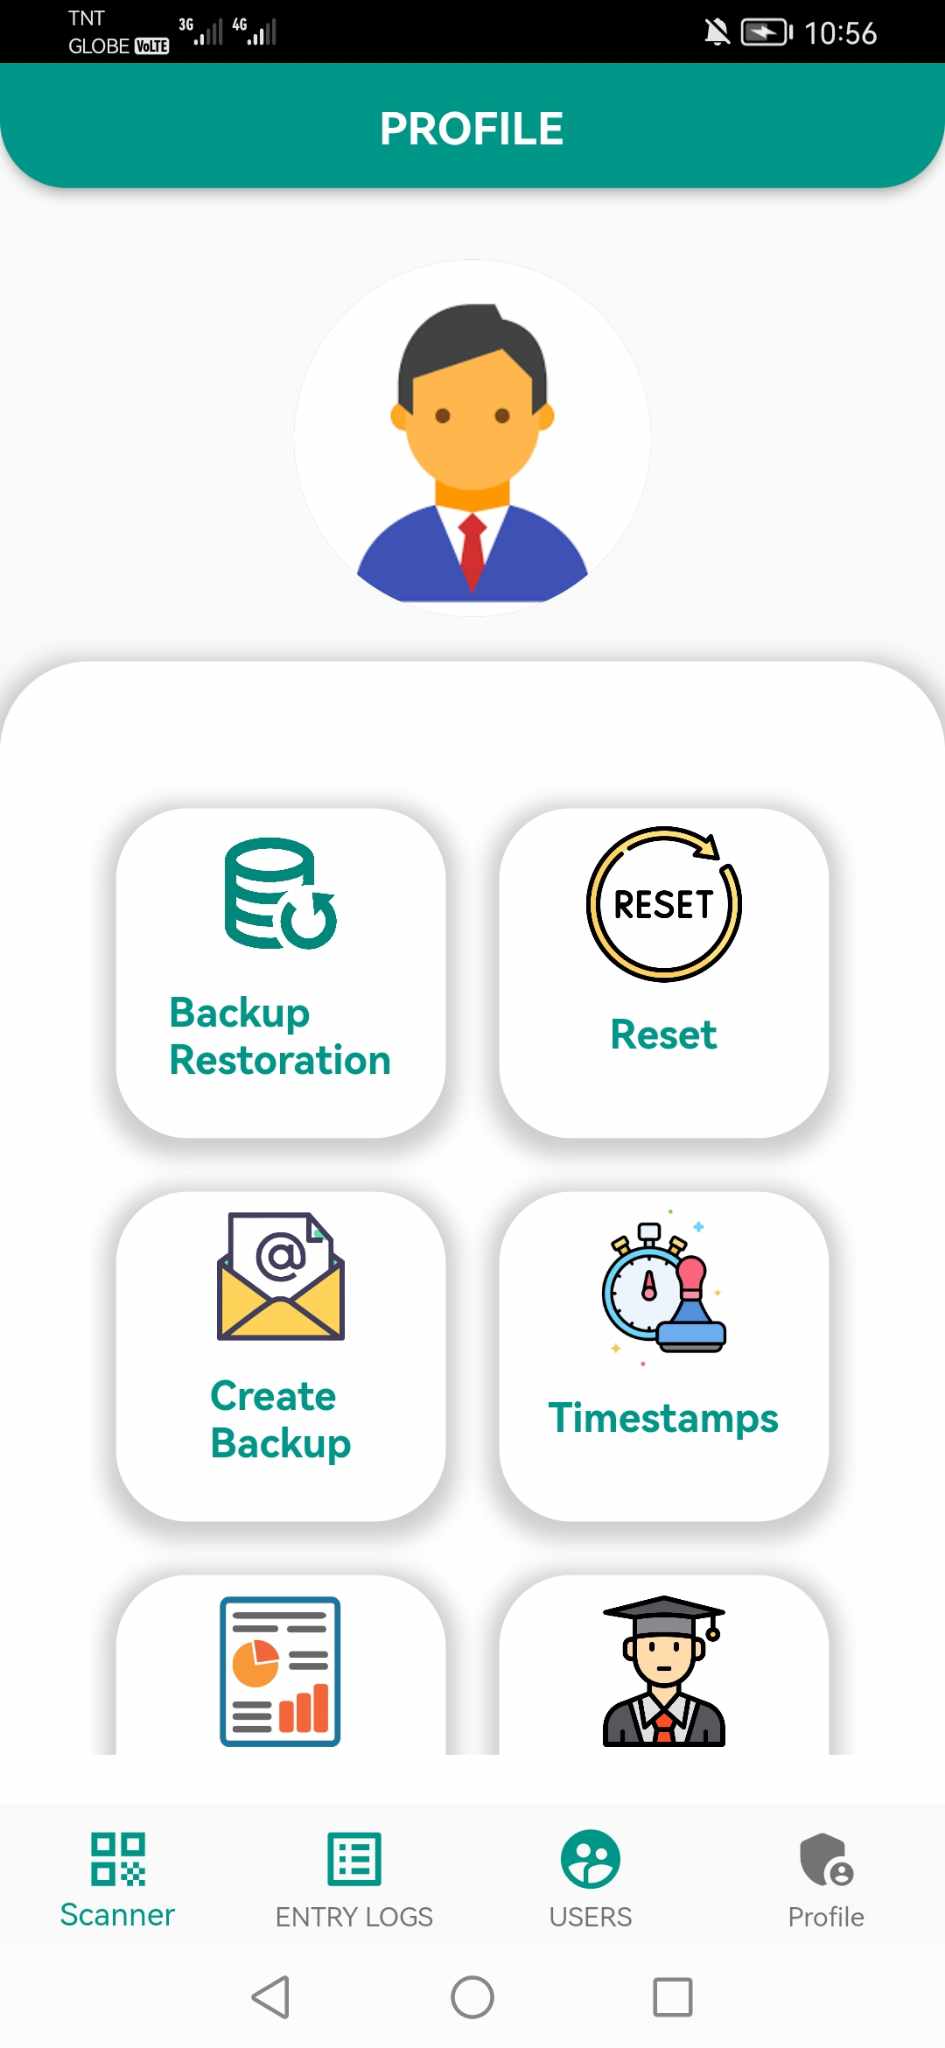 TNT
GLOBE VoLTE 3G 4G 10:56
PROFILE
RESET
Backup
Restoration
Reset
@
Create
Backup
Timestamps
Scanner
ENTRY LOGS
USERS
Profile